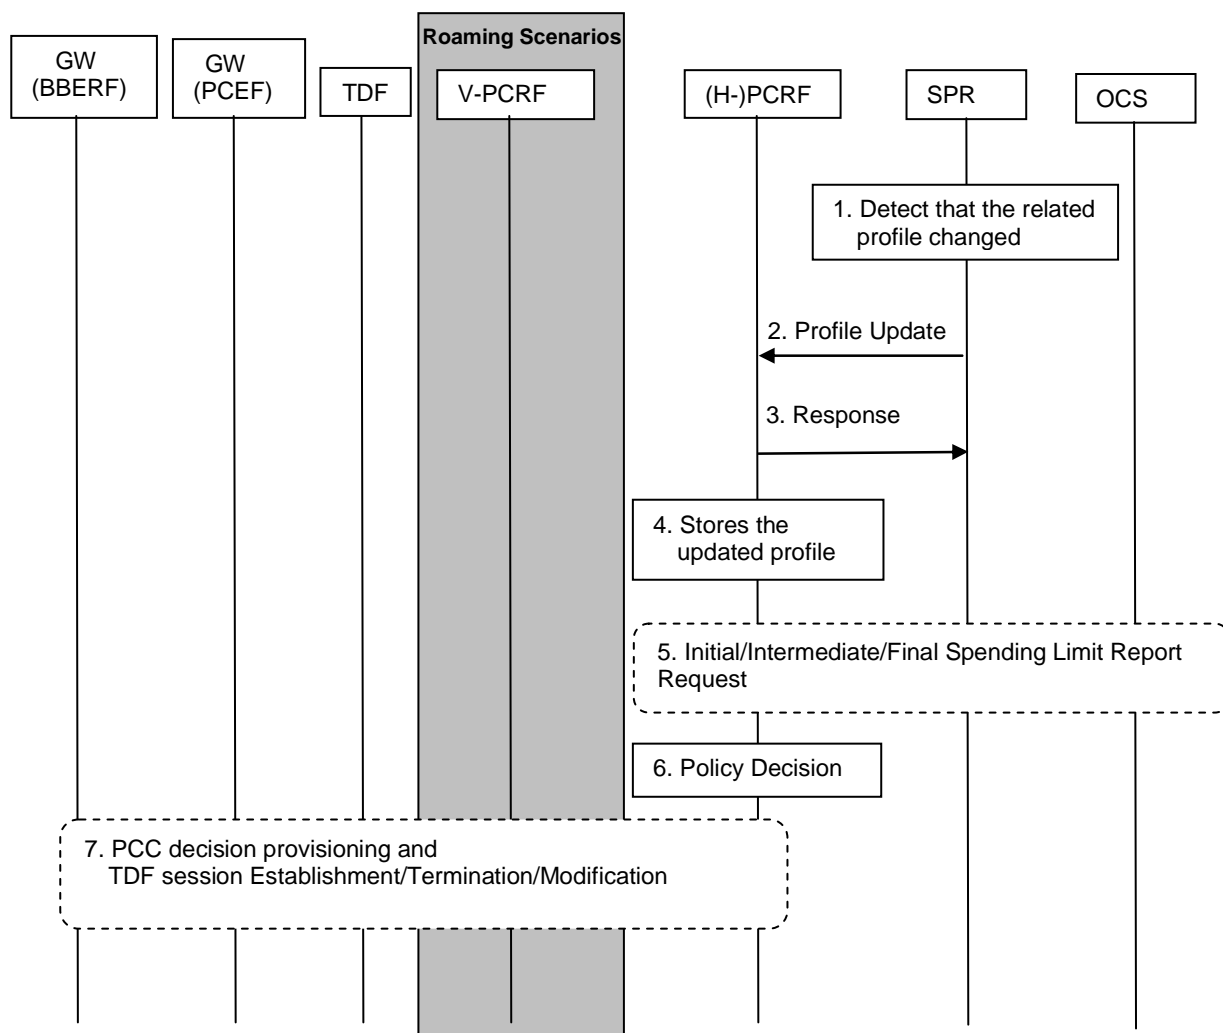 Roaming Scenarios
GW
(BBERF)
GW
(PCEF)
TDF
V-PCRF
(H-)PCRF
SPR
OCS
1. Detect that the related
profile changed
2. Profile Update
3. Response
4. Stores the
updated profile
5. Initial/Intermediate/Final Spending Limit Report
Request
6. Policy Decision
7. PCC decision provisioning and
TDF session Establishment/Termination/Modification